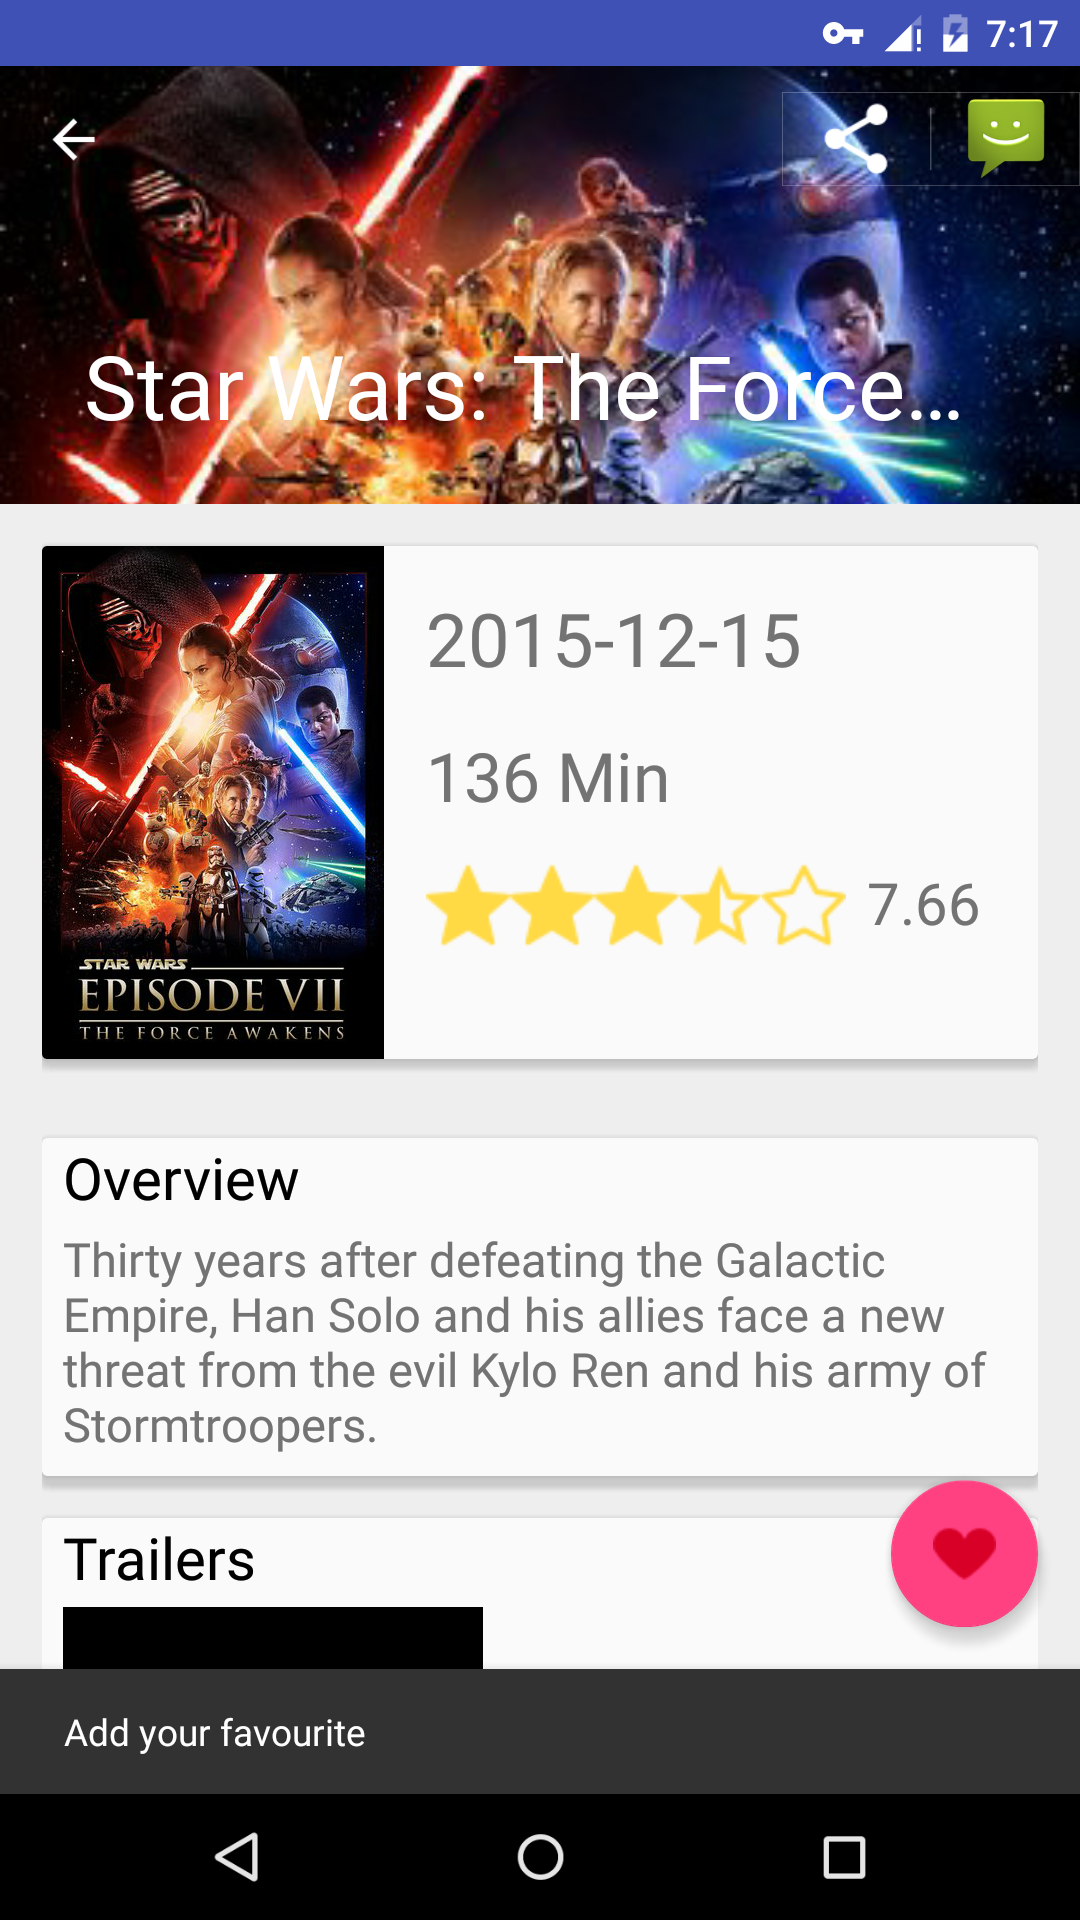 7:17
Star Wars: The Force…
2015-12-15
136 Min
7.66
STAR WARS
EPISODE VII
THE FORCE AWAKENS
Overview
Thirty years after defeating the Galactic
Empire, Han Solo and his allies face a new
threat from the evil Kylo Ren and his army of
Stormtroopers.
Trailers
Add your favourite